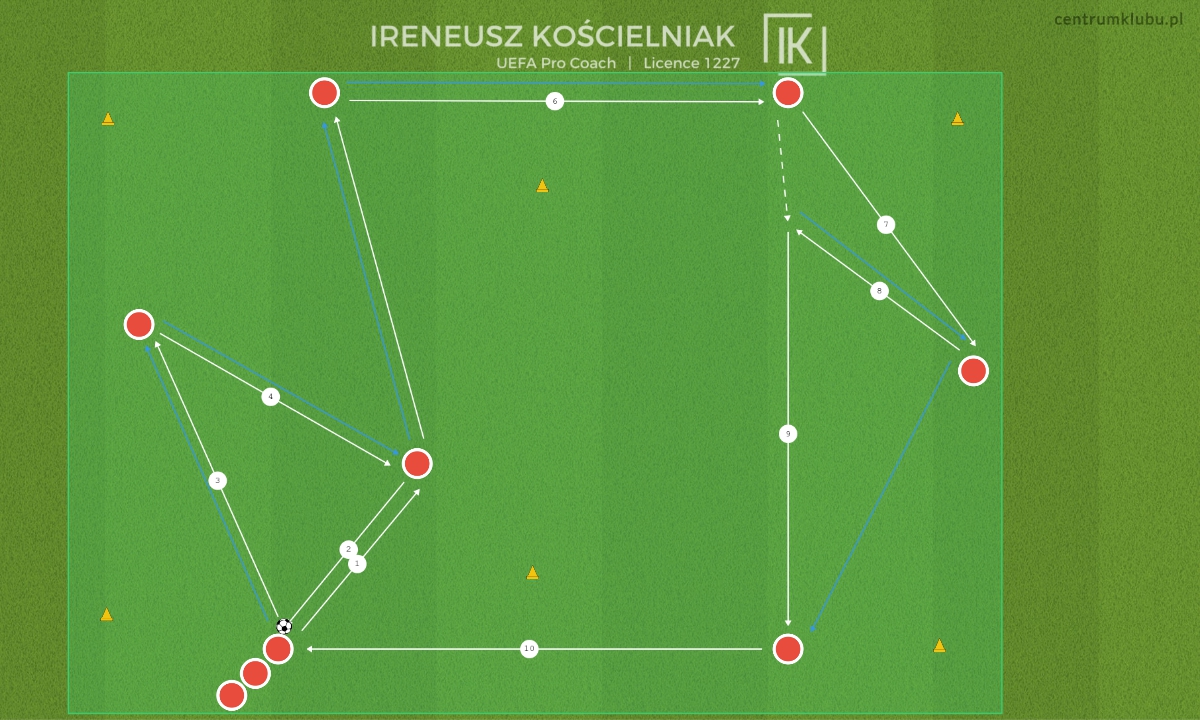 centrumklubu.pl
IRENEUSZ KOŚCIELNIAK
IK
UEFA Pro Coach | Licence 1227
6
7
8
4
9
3
2
1
10